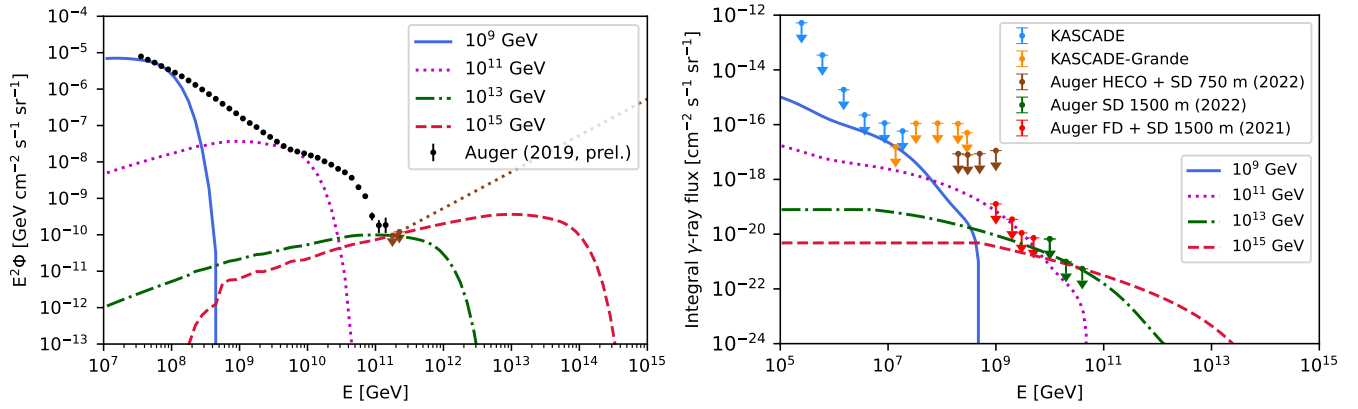 E²Φ [GeV cm⁻² s⁻¹ sr⁻¹]
10⁻⁴
10⁻⁵
10⁻⁶
10⁻⁷
10⁻⁸
10⁻⁹
10⁻¹⁰
10⁻¹¹
10⁻¹²
10⁻¹³
10⁹ GeV
10¹¹ GeV
10¹³ GeV
10¹⁵ GeV
Auger (2019, prel.)
10⁷ 10⁸ 10⁹ 10¹⁰ 10¹¹ 10¹² 10¹³ 10¹⁴ 10¹⁵
E [GeV]
Integral γ-ray flux [cm⁻² s⁻¹ sr⁻¹]
10⁻¹²
10⁻¹⁴
10⁻¹⁶
10⁻¹⁸
10⁻²⁰
10⁻²²
10⁻²⁴
KASCADE
KASCADE-Grande
Auger HECO + SD 750 m (2022)
Auger SD 1500 m (2022)
Auger FD + SD 1500 m (2021)
10⁹ GeV
10¹¹ GeV
10¹³ GeV
10¹⁵ GeV
10⁵ 10⁷ 10⁹ 10¹¹ 10¹³ 10¹⁵
E [GeV]